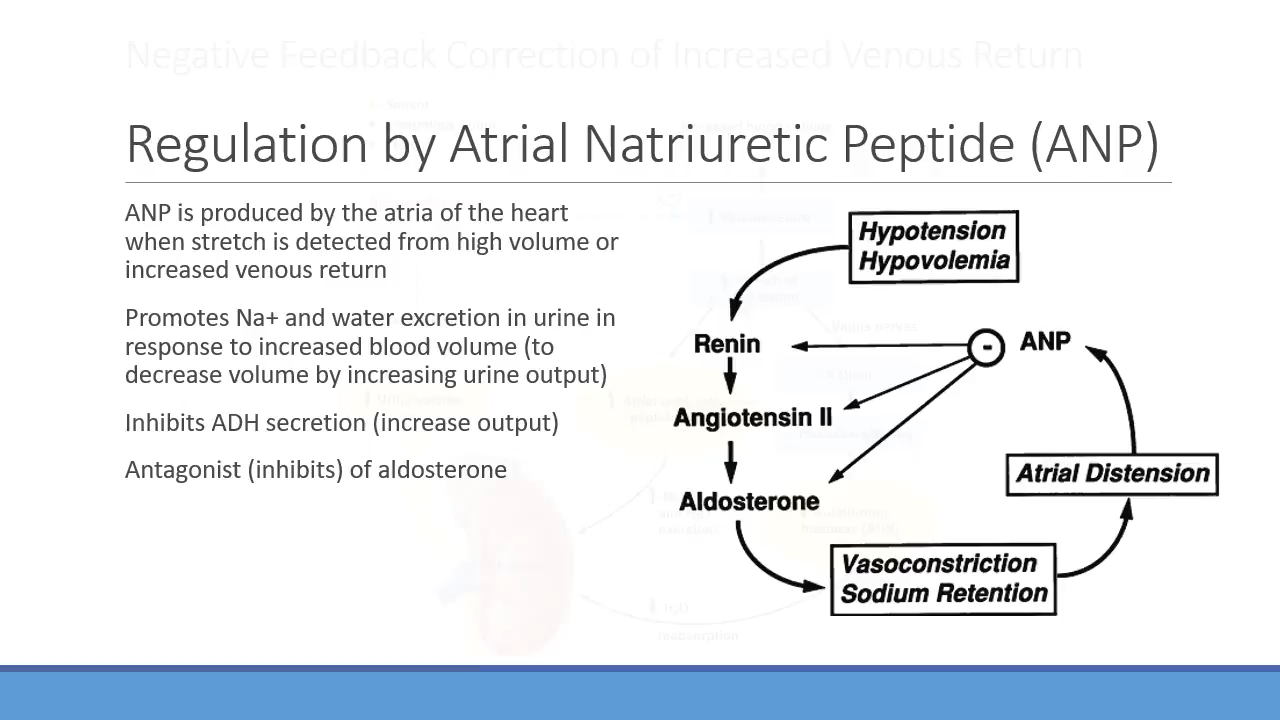 Negative Feedback Correction of Increased Venous Return
Regulation by Atrial Natriuretic Peptide (ANP)
ANP is produced by the atria of the heart
when stretch is detected from high volume or
increased venous return
Promotes Na+ and water excretion in urine in
response to increased blood volume (to
decrease volume by increasing urine output)
Inhibits ADH secretion (increase output)
Antagonist (inhibits) of aldosterone
Hypotension
Hypovolemia
Renin
-
ANP
Angiotensin II
Atrial Distension
Aldosterone
Vasoconstriction
Sodium Retention
H₂O
reabsorption